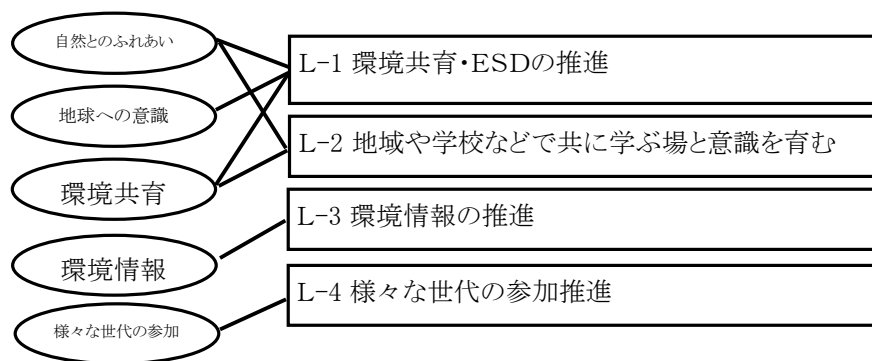 自然とのふれあい
地球への意識
環境共育
環境情報
様々な世代の参加
L-1 環境共育・ESDの推進
L-2 地域や学校などで共に学ぶ場と意識を育む
L-3 環境情報の推進
L-4 様々な世代の参加推進